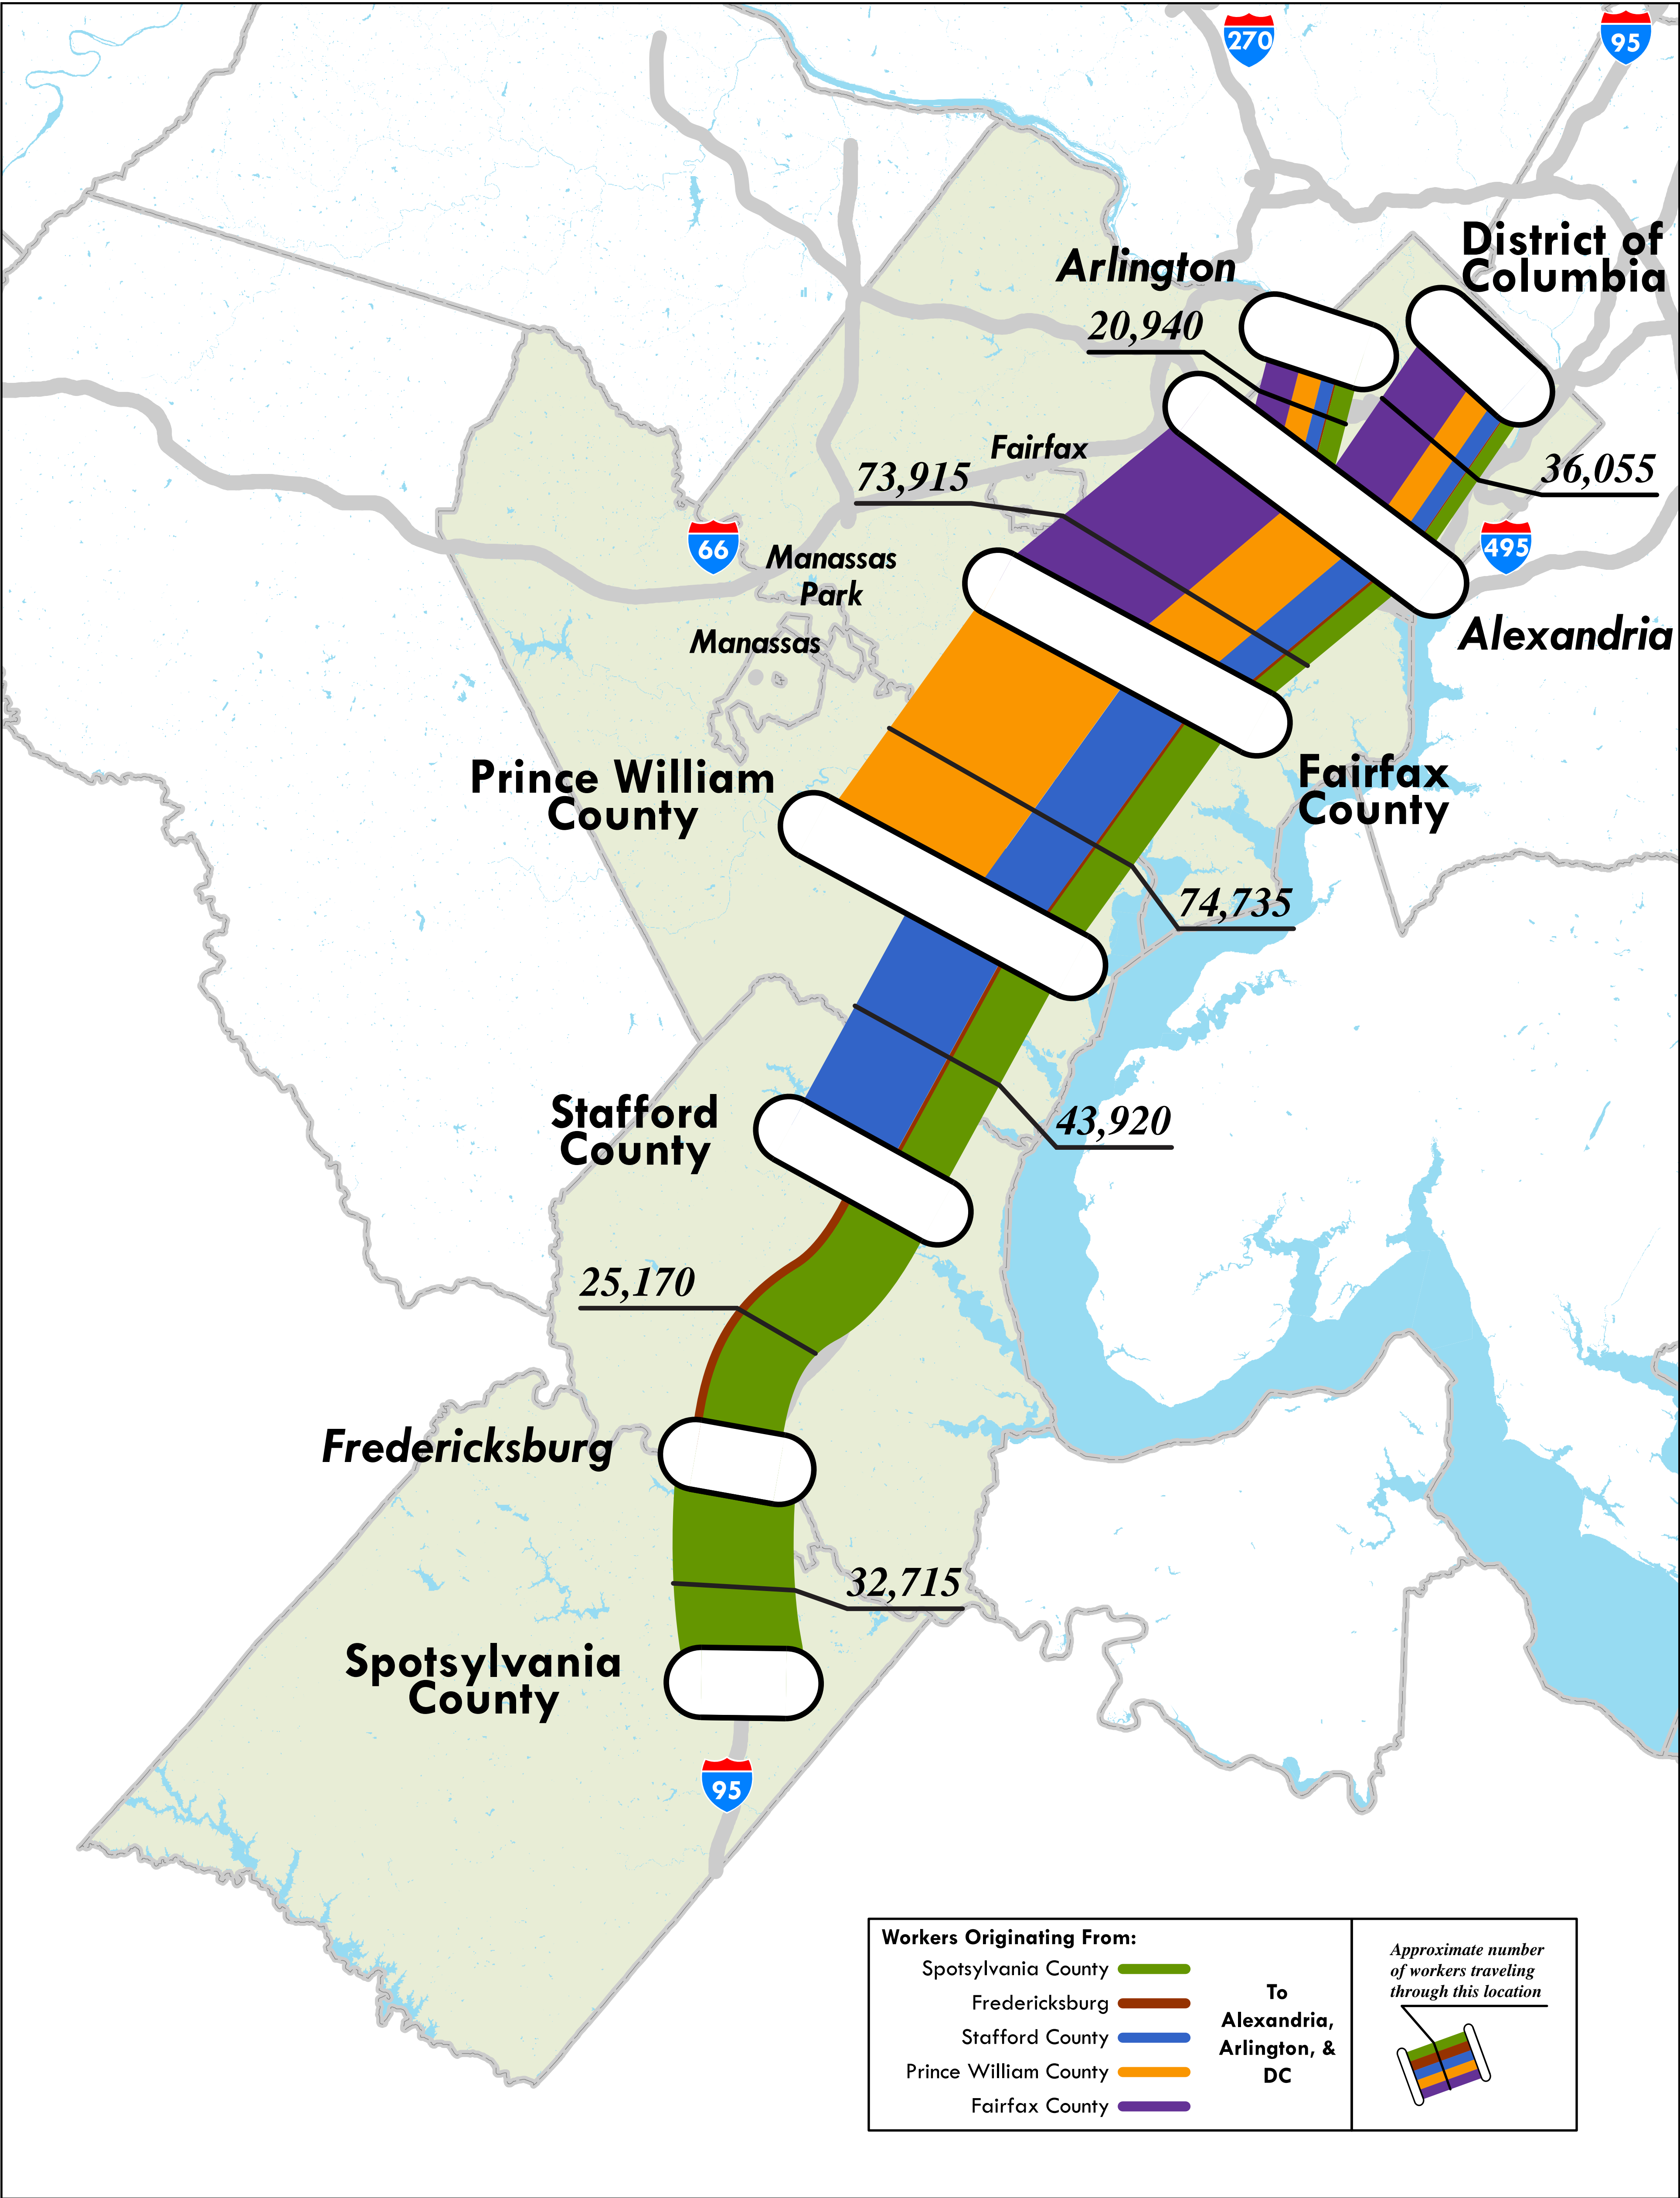 270
95
District of
Columbia
Arlington
20,940
Fairfax
73,915
36,055
66
495
Manassas
Park
Manassas
Alexandria
Prince William
County
Fairfax
County
74,735
Stafford
County
43,920
25,170
Fredericksburg
32,715
Spotsylvania
County
95
Workers Originating From:
Spotsylvania County
Fredericksburg
Stafford County
Prince William County
Fairfax County
To
Alexandria,
Arlington, &
DC
Approximate number
of workers traveling
through this location